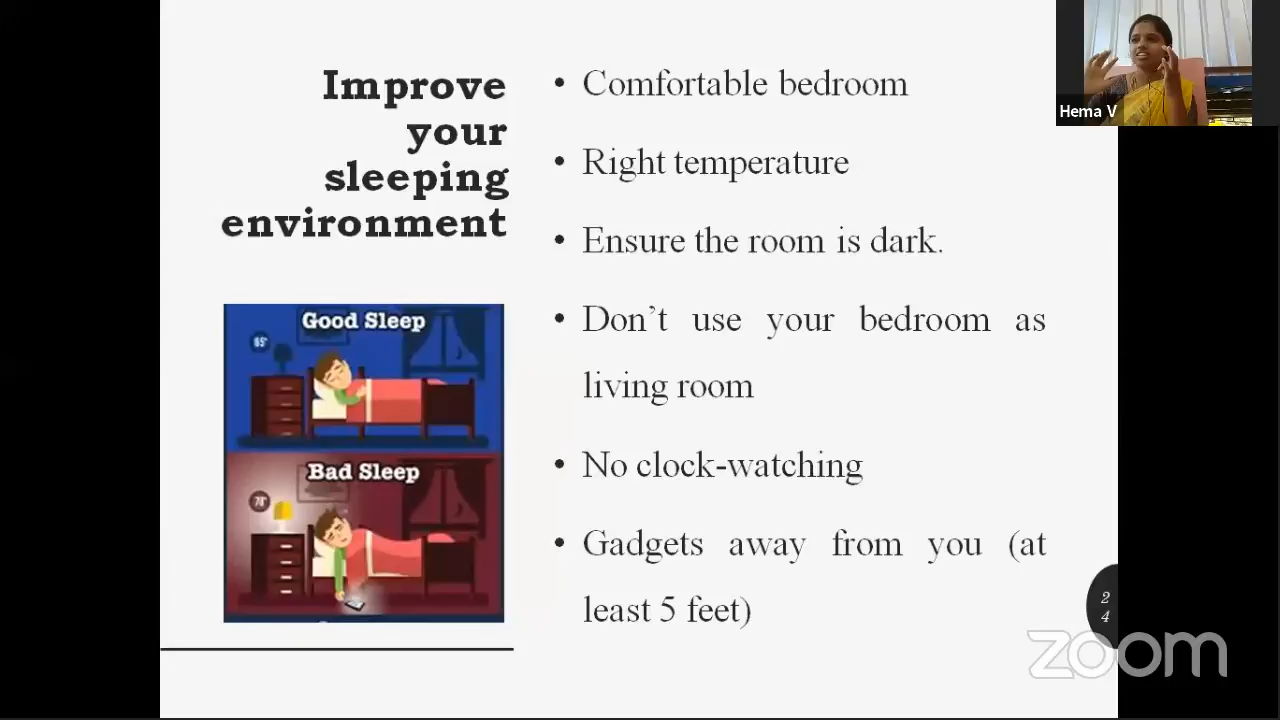 Improve
your
sleeping
environment
Good Sleep
65°
Bad Sleep
• Comfortable bedroom
• Right temperature
• Ensure the room is dark.
• Don’t use your bedroom as
living room
• No clock-watching
• Gadgets away from you (at
least 5 feet)
Hema V
2
4
zoom